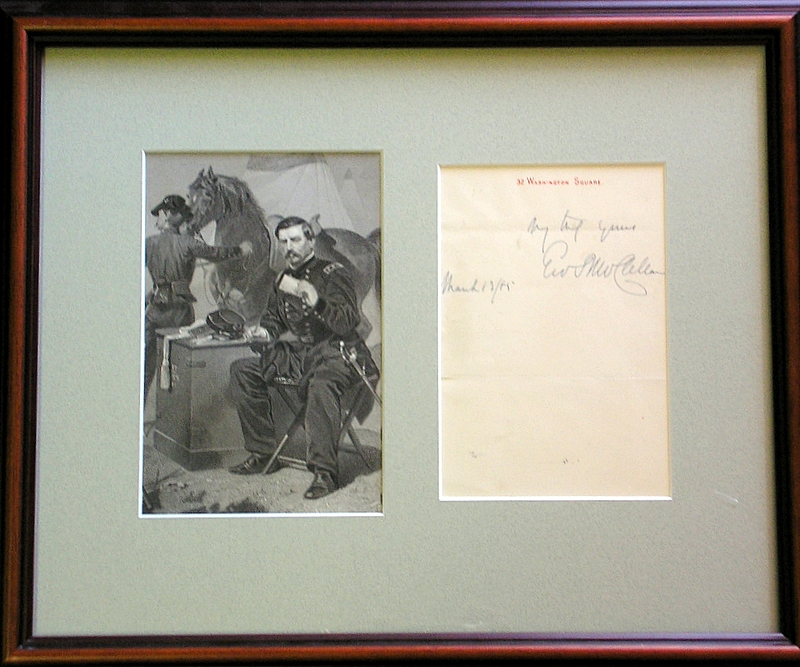 32 WASHINGTON SQUARE.
Very truly yours
Geo B McClellan
March 13/85